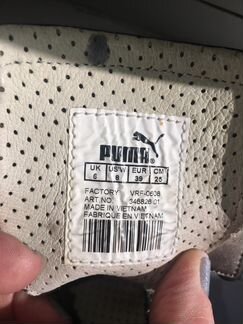 PUMA
UK US/W EUR CM
6 8 39 25
FACTORY VRF-0608
ART.NO. 346826 01
MADE IN VIETNAM
FABRIQUE EN VIETNAM